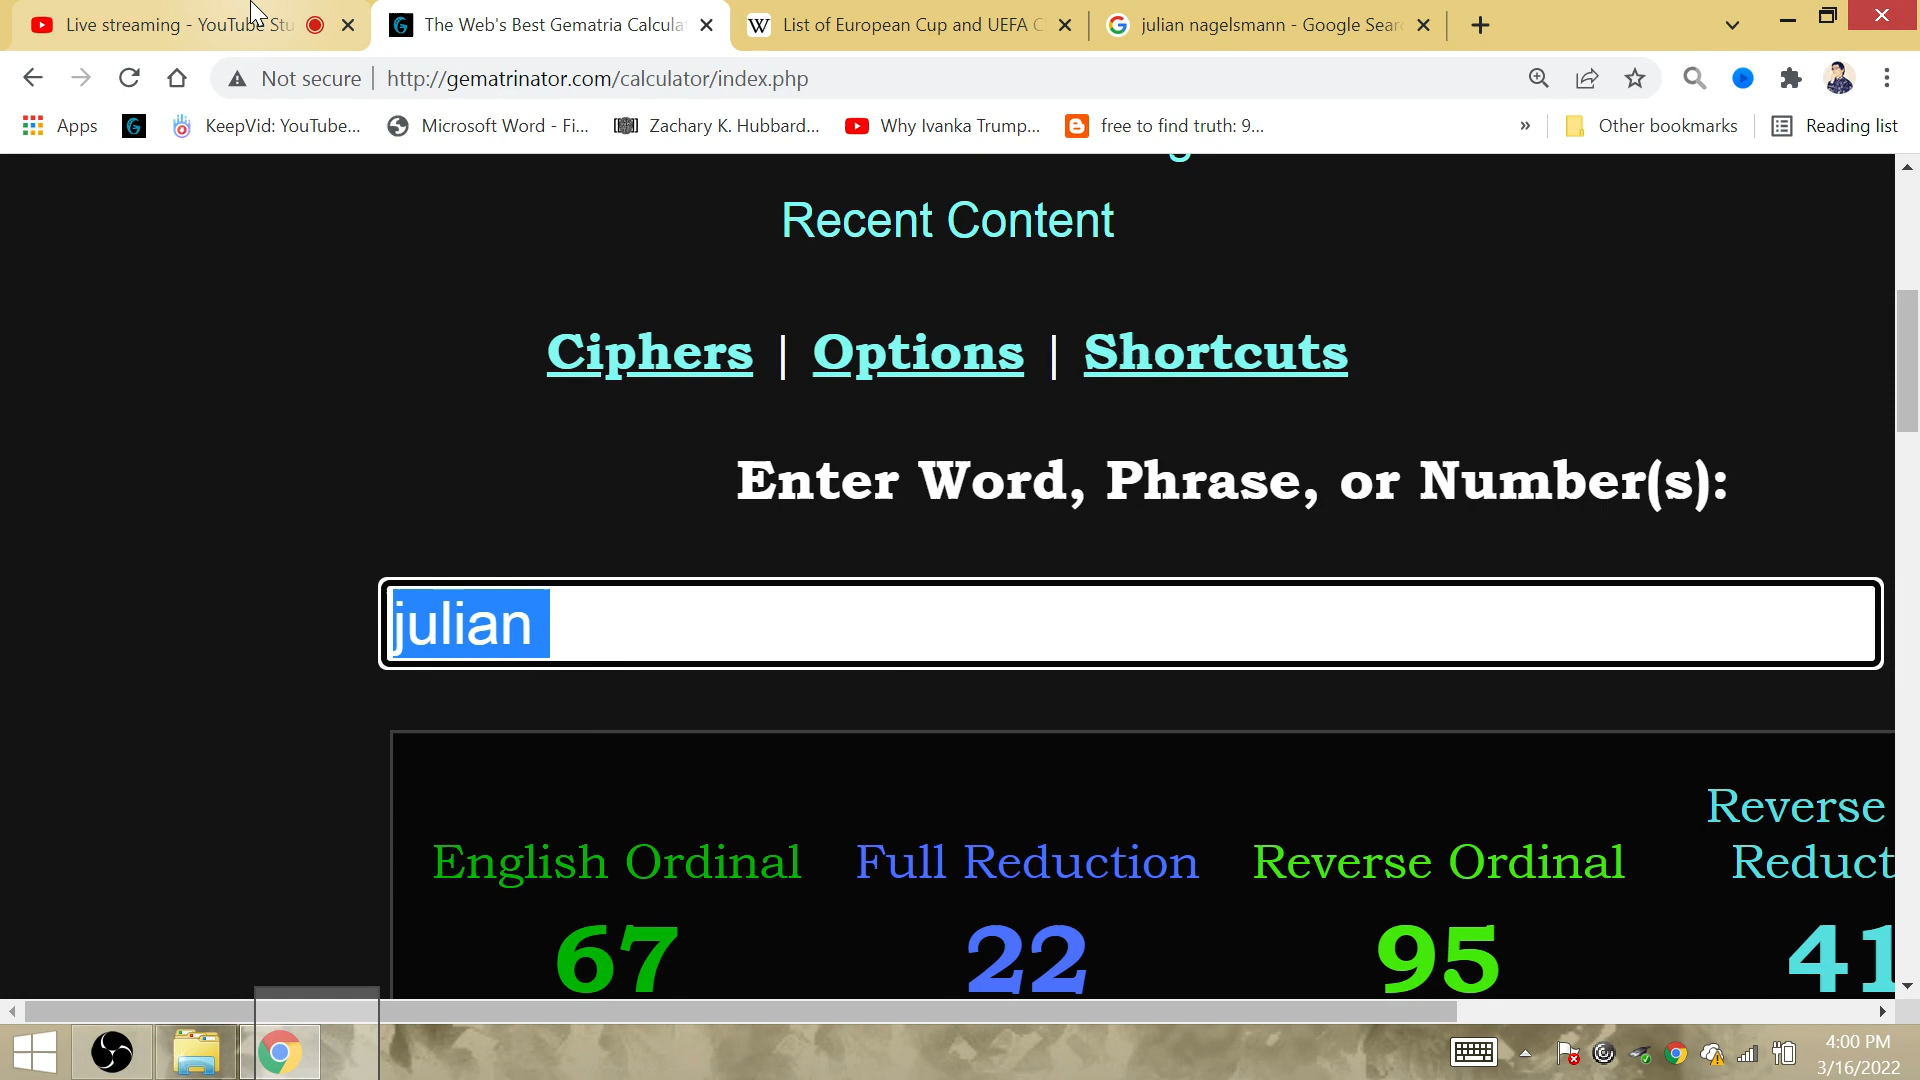 Live streaming - YouTube Stu
The Web's Best Gematria Calcula
List of European Cup and UEFA C
julian nagelsmann - Google Sear
Not secure
http://gematrinator.com/calculator/index.php
Apps
KeepVid: YouTube...
Microsoft Word - Fi...
Zachary K. Hubbard...
Why Ivanka Trump...
free to find truth: 9...
»
Other bookmarks
Reading list
Recent Content
Ciphers | Options | Shortcuts
Enter Word, Phrase, or Number(s):
julian
English Ordinal
67
Full Reduction
22
Reverse Ordinal
95
Reverse
Reduct
41
4:00 PM
3/16/2022